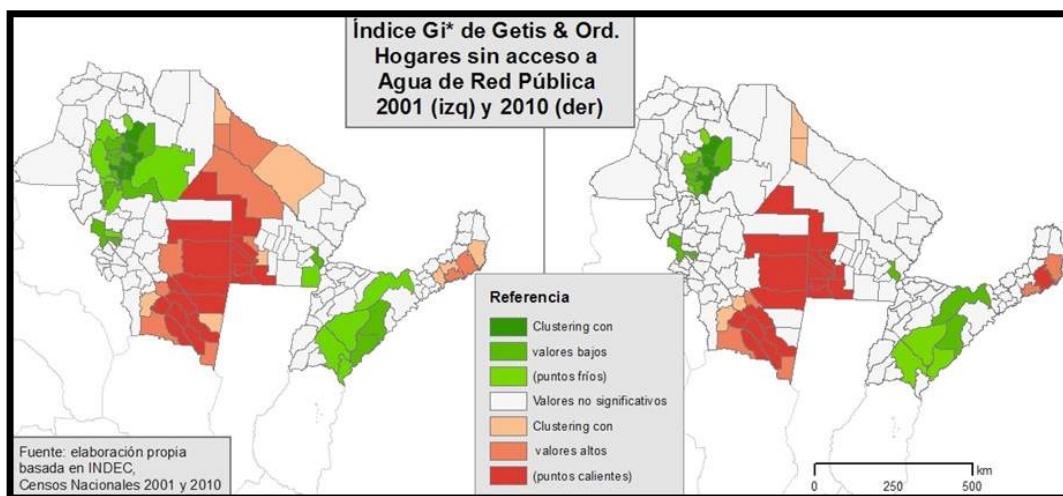 Índice Gi* de Getis & Ord.
Hogares sin acceso a
Agua de Red Pública
2001 (izq) y 2010 (der)
Referencia
Clustering con
valores bajos
(puntos fríos)
Valores no significativos
Clustering con
valores altos
(puntos calientes)
Fuente: elaboración propia
basada en INDEC,
Censos Nacionales 2001 y 2010
km
0 250 500